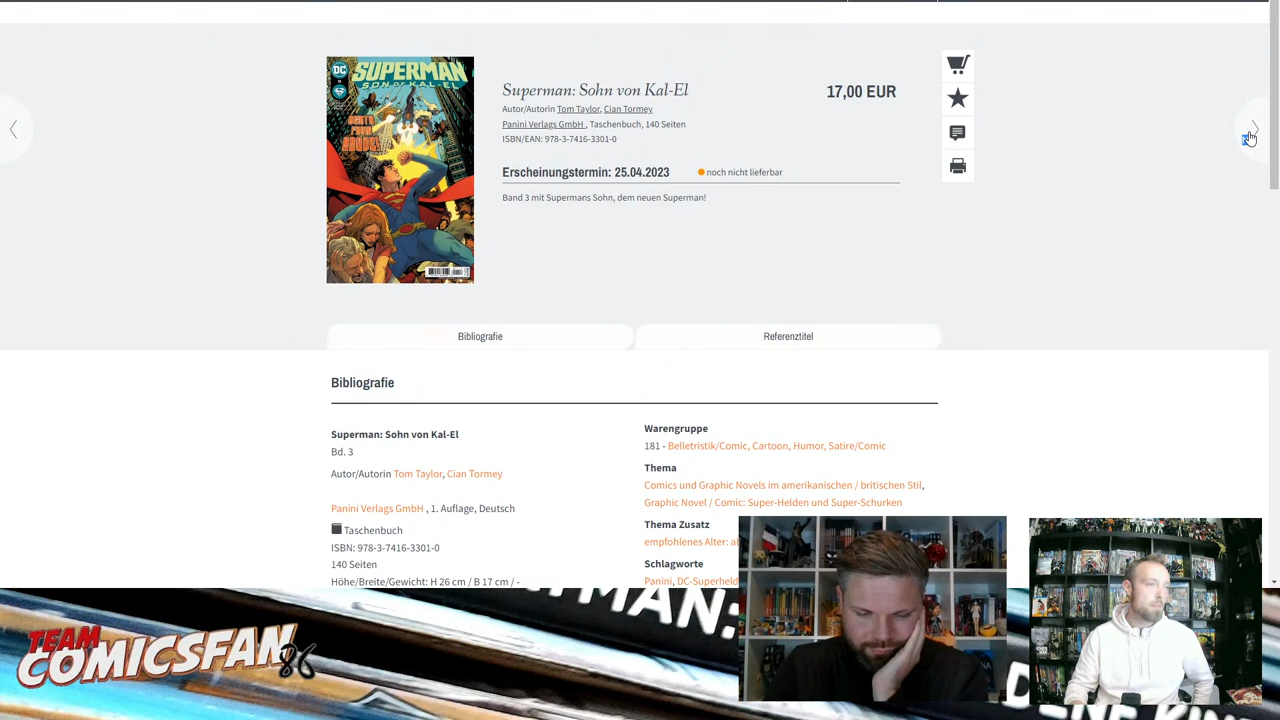 DC
SUPERMAN
SON OF KAL-EL
Superman: Sohn von Kal-El
17,00 EUR
Autor/Autorin Tom Taylor, Cian Tormey
Panini Verlags GmbH , Taschenbuch, 140 Seiten
ISBN/EAN: 978-3-7416-3301-0
Erscheinungstermin: 25.04.2023
noch nicht lieferbar
Band 3 mit Supermans Sohn, dem neuen Superman!
Bibliografie
Referenztitel
Bibliografie
Superman: Sohn von Kal-El
Bd. 3
Autor/Autorin Tom Taylor, Cian Tormey
Panini Verlags GmbH , 1. Auflage, Deutsch
Taschenbuch
ISBN: 978-3-7416-3301-0
140 Seiten
Höhe/Breite/Gewicht: H 26 cm / B 17 cm / -
Warengruppe
181 - Belletristik/Comic, Cartoon, Humor, Satire/Comic
Thema
Comics und Graphic Novels im amerikanischen / britischen Stil,
Graphic Novel / Comic: Super-Helden und Super-Schurken
Thema Zusatz
empfohlenes Alter:
Schlagworte
Panini,
TEAM
COMICSFAN
86